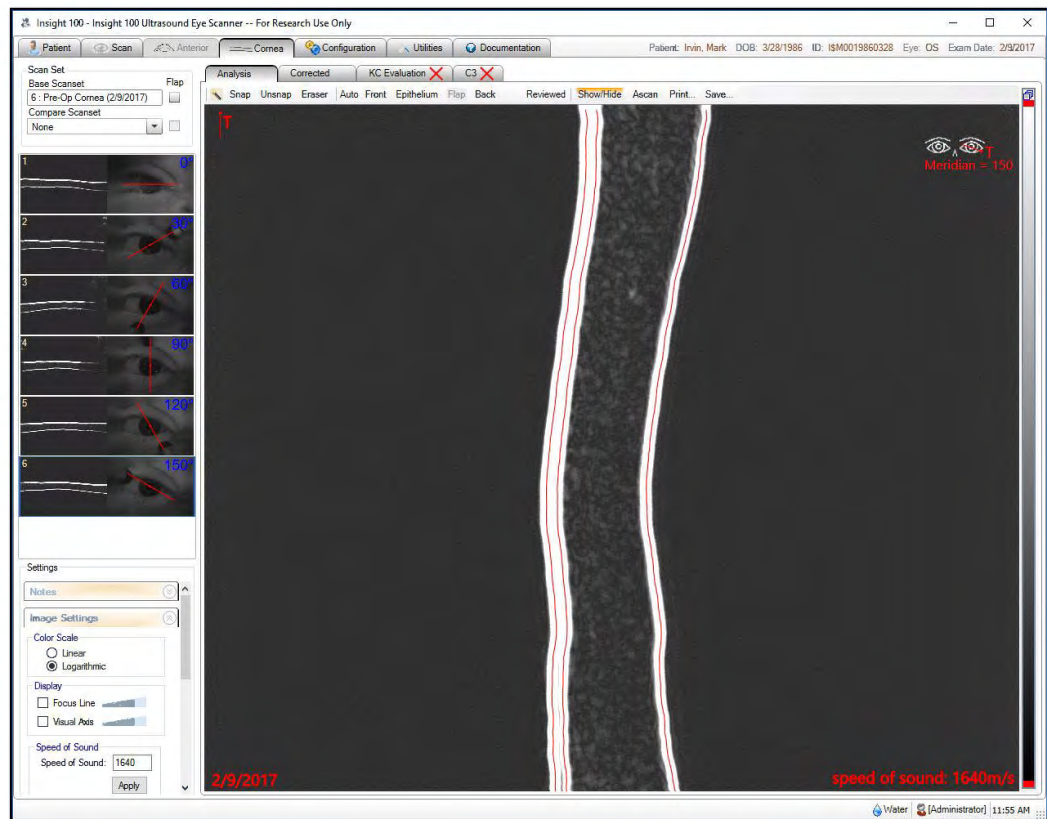 Insight 100 - Insight 100 Ultrasound Eye Scanner -- For Research Use Only
Patient Scan Anterior Cornea Configuration Utilities Documentation
Patient: Irvin, Mark DOB: 3/28/1986 ID: I$M0019860328 Eye: OS Exam Date: 2/9/2017
Scan Set
Base Scanset Flap
6 : Pre-Op Cornea (2/9/2017)
Compare Scanset
None
Analysis Corrected KC Evaluation C3
Snap Unsnap Eraser Auto Front Epithelium Flap Back Reviewed Show/Hide Ascan Print... Save...
T
T
Meridian = 150
1 0°
2 30°
3 60°
4 90°
5 120°
6 150°
Settings
Notes
Image Settings
Color Scale
Linear
Logarithmic
Display
Focus Line
Visual Axis
Speed of Sound
Speed of Sound: 1640
Apply
2/9/2017
speed of sound: 1640m/s
Water [Administrator] 11:55 AM